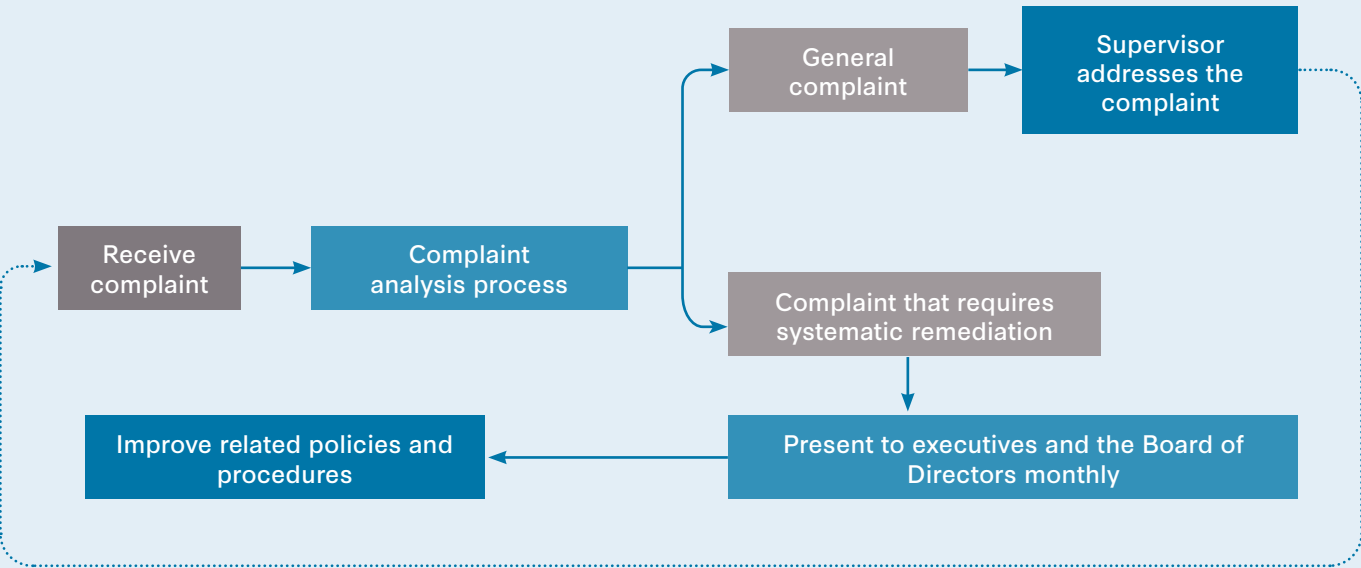 General
complaint
Supervisor
addresses the
complaint
Receive
complaint
Complaint
analysis process
Complaint that requires
systematic remediation
Improve related policies and
procedures
Present to executives and the Board of
Directors monthly